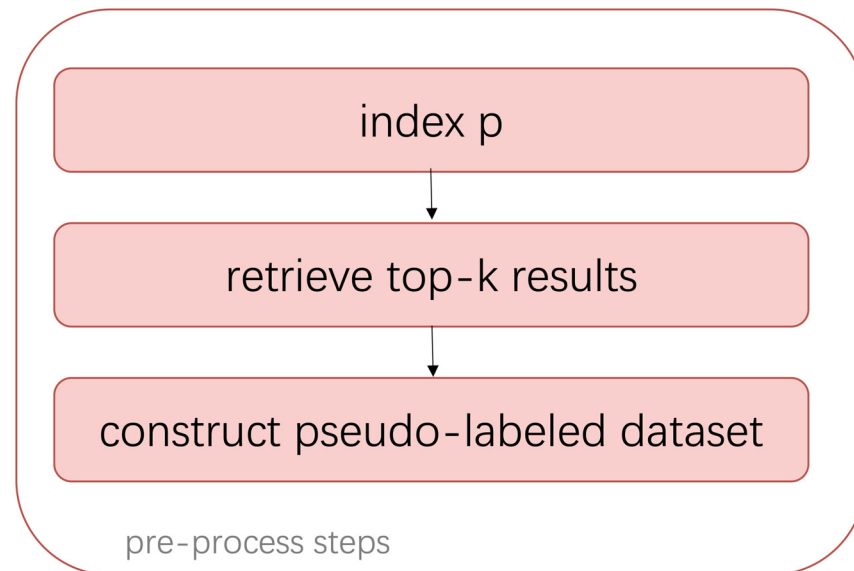 index p
retrieve top-k results
construct pseudo-labeled dataset
pre-process steps